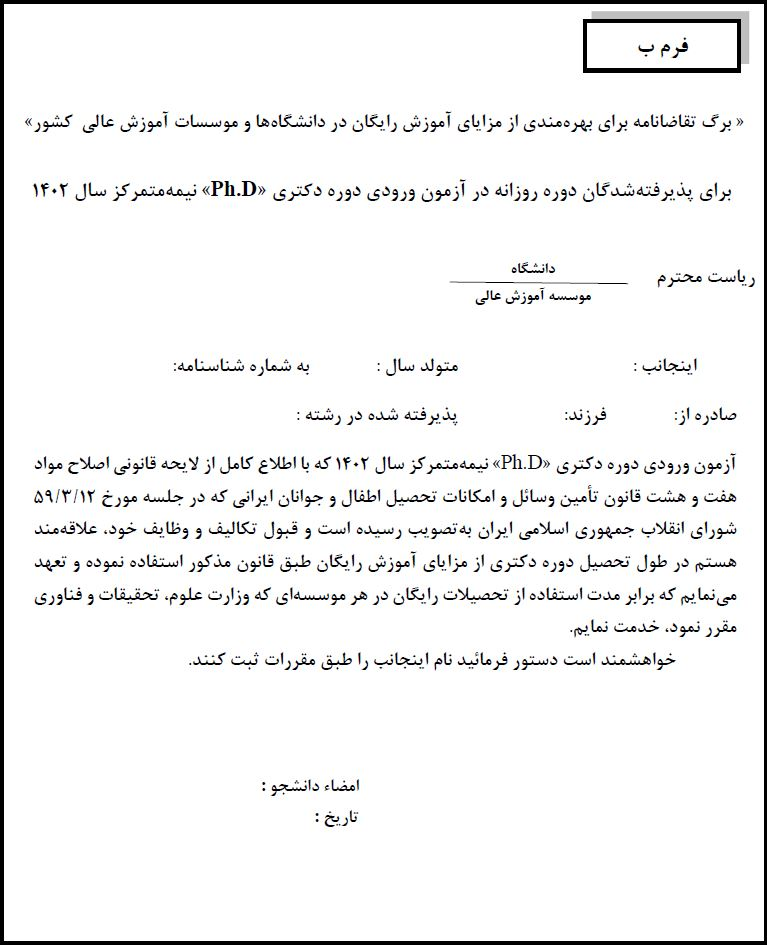 فرم ب
« برگ تقاضانامه برای بهره‌مندی از مزایای آموزش رایگان در دانشگاه‌ها و موسسات آموزش عالی کشور»
برای پذیرفته‌شدگان دوره روزانه در آزمون ورودی دوره دکتری «Ph.D» نیمه‌متمرکز سال ۱۴۰۲
ریاست محترم دانشگاه
موسسه آموزش عالی
اینجانب : متولد سال : به شماره شناسنامه:
صادره از: فرزند: پذیرفته شده در رشته :
آزمون ورودی دوره دکتری «Ph.D» نیمه‌متمرکز سال ۱۴۰۲ که با اطلاع کامل از لایحه قانونی اصلاح مواد
هفت و هشت قانون تأمین وسائل و امکانات تحصیل اطفال و جوانان ایرانی که در جلسه مورخ ۵۹/۳/۱۲
شورای انقلاب جمهوری اسلامی ایران به‌تصویب رسیده است و قبول تکالیف و وظایف خود، علاقه‌مند
هستم در طول تحصیل دوره دکتری از مزایای آموزش رایگان طبق قانون مذکور استفاده نموده و تعهد
می‌نمایم که برابر مدت استفاده از تحصیلات رایگان در هر موسسه‌ای که وزارت علوم، تحقیقات و فناوری
مقرر نمود، خدمت نمایم.
خواهشمند است دستور فرمائید نام اینجانب را طبق مقررات ثبت کنند.
امضاء دانشجو :
تاریخ :